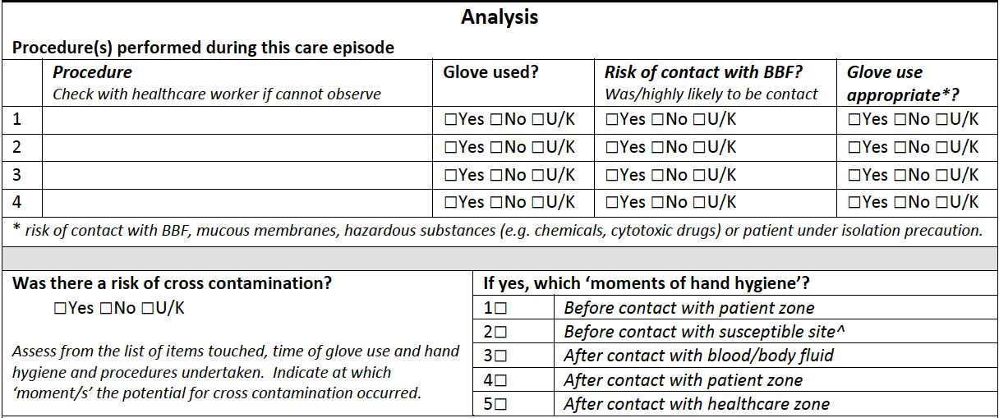 Analysis
Procedure(s) performed during this care episode
Procedure
Check with healthcare worker if cannot observe
Glove used?
Risk of contact with BBF?
Was/highly likely to be contact
Glove use
appropriate*?
1 ☐Yes ☐No ☐U/K ☐Yes ☐No ☐U/K ☐Yes ☐No ☐U/K
2 ☐Yes ☐No ☐U/K ☐Yes ☐No ☐U/K ☐Yes ☐No ☐U/K
3 ☐Yes ☐No ☐U/K ☐Yes ☐No ☐U/K ☐Yes ☐No ☐U/K
4 ☐Yes ☐No ☐U/K ☐Yes ☐No ☐U/K ☐Yes ☐No ☐U/K
* risk of contact with BBF, mucous membranes, hazardous substances (e.g. chemicals, cytotoxic drugs) or patient under isolation precaution.
Was there a risk of cross contamination?
☐Yes ☐No ☐U/K
Assess from the list of items touched, time of glove use and hand
hygiene and procedures undertaken. Indicate at which
‘moment/s’ the potential for cross contamination occurred.
If yes, which ‘moments of hand hygiene’?
1☐ Before contact with patient zone
2☐ Before contact with susceptible site^
3☐ After contact with blood/body fluid
4☐ After contact with patient zone
5☐ After contact with healthcare zone